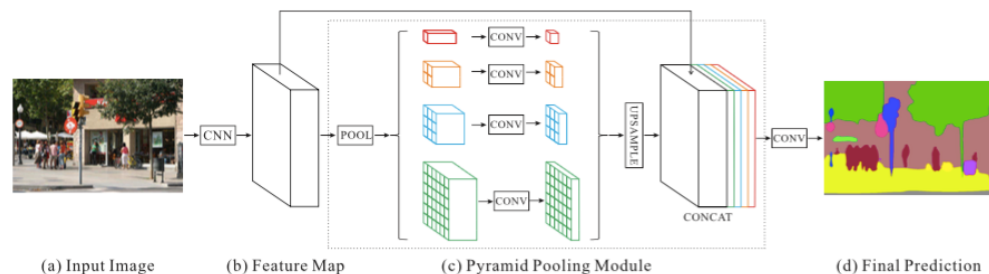 CONV
CONV
CNN
POOL
CONV
UPSAMPLE
CONV
CONV
CONCAT
(a) Input Image
(b) Feature Map
(c) Pyramid Pooling Module
(d) Final Prediction